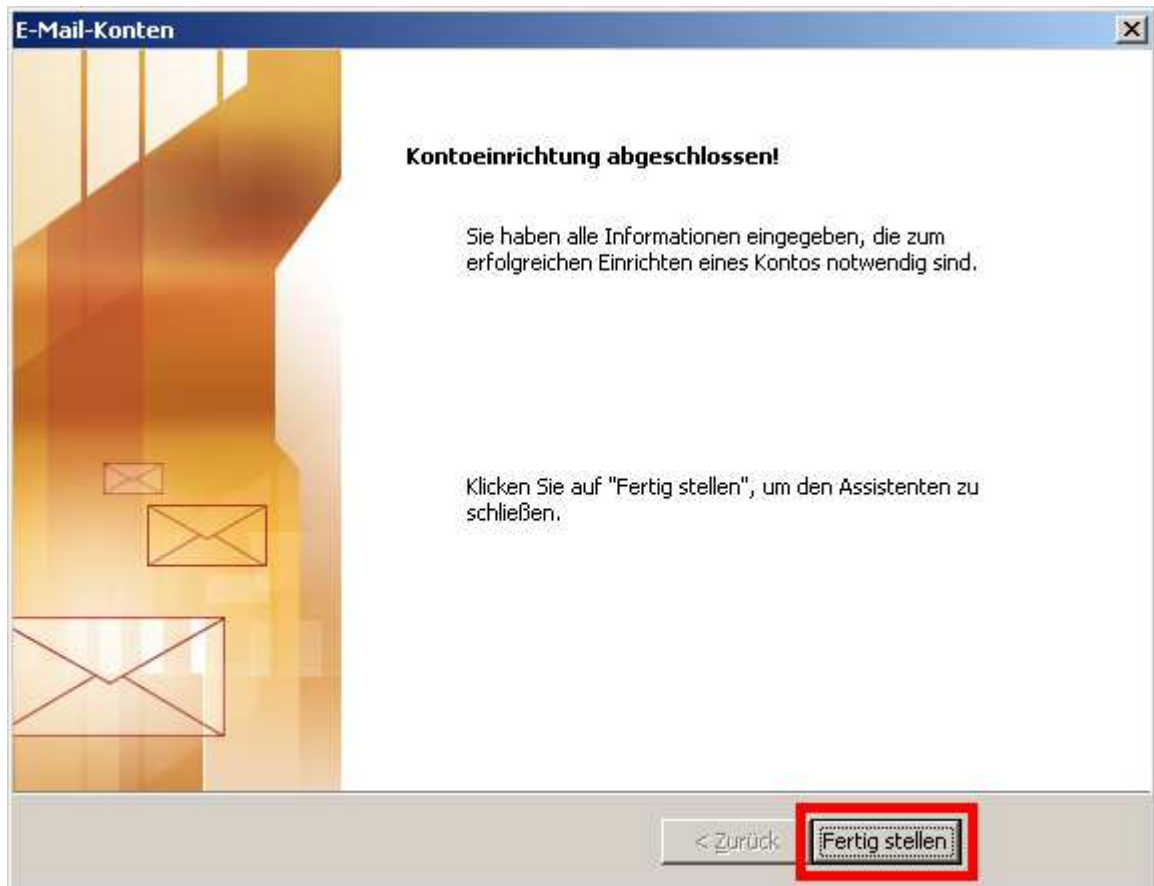 E-Mail-Konten
Kontoeinrichtung abgeschlossen!
Sie haben alle Informationen eingegeben, die zum
erfolgreichen Einrichten eines Kontos notwendig sind.
Klicken Sie auf "Fertig stellen", um den Assistenten zu
schließen.
< Zurück
Fertig stellen